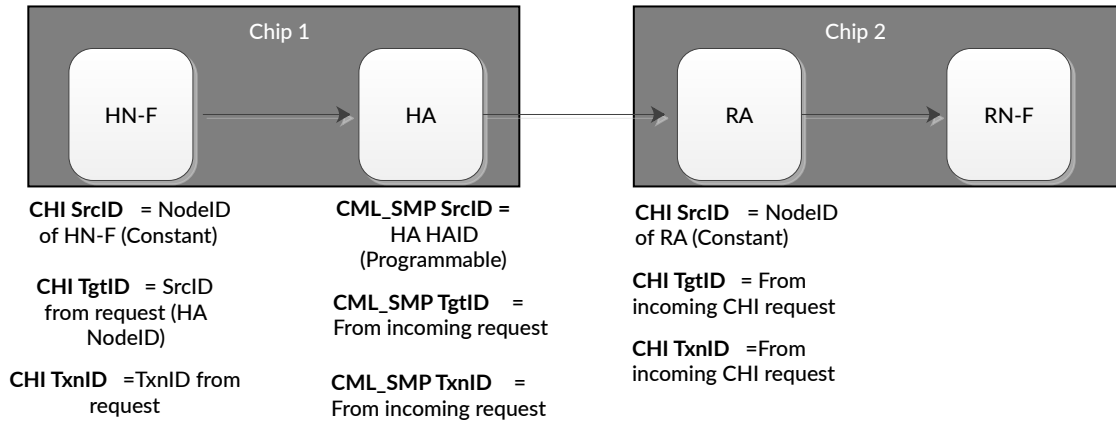 Chip 1
Chip 2
HN-F
HA
RA
RN-F
CHI SrcID = NodeID
of HN-F (Constant)
CHI TgtID = SrcID
from request (HA
NodeID)
CHI TxnID =TxnID from
request
CML_SMP SrcID =
HA HAID
(Programmable)
CML_SMP TgtID =
From incoming request
CML_SMP TxnID =
From incoming request
CHI SrcID = NodeID
of RA (Constant)
CHI TgtID = From
incoming CHI request
CHI TxnID =From
incoming CHI request